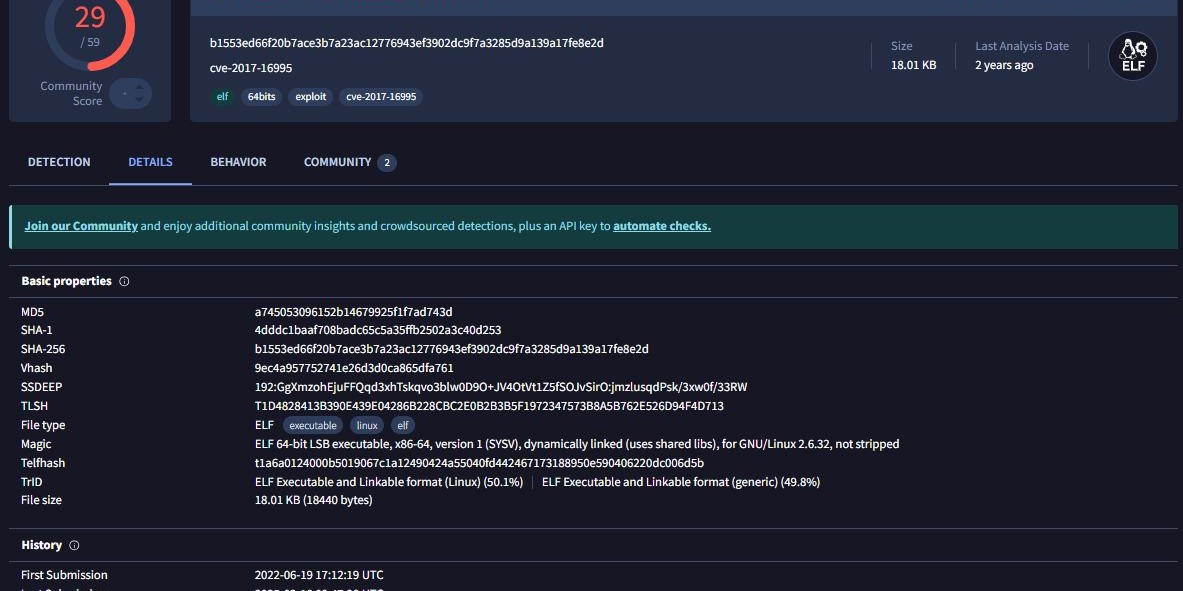 29
/ 59
Community
Score
b1553ed66f20b7ace3b7a23ac12776943ef3902dc9f7a3285d9a139a17fe8e2d
cve-2017-16995
elf 64bits exploit cve-2017-16995
Size
18.01 KB
Last Analysis Date
2 years ago
ELF
DETECTION DETAILS BEHAVIOR COMMUNITY 2
Join our Community and enjoy additional community insights and crowdsourced detections, plus an API key to automate checks.
Basic properties
MD5 a745053096152b14679925f1f7ad743d
SHA-1 4dddc1baaf708badc65c5a35ffb2502a3c40d253
SHA-256 b1553ed66f20b7ace3b7a23ac12776943ef3902dc9f7a3285d9a139a17fe8e2d
Vhash 9ec4a957752741e26d3d0ca865dfa761
SSDEEP 192:GgXmzohEjuFFQqd3xhTskqvo3blw0D9O+JV4OtVt1Z5fSOJvSirO:jmzlusqdPsk/3xw0f/33RW
TLSH T1D4828413B390E439E04286B228CBC2E0B2B3B5F1972347573B8A5B762E526D94F4D713
File type ELF executable linux elf
Magic ELF 64-bit LSB executable, x86-64, version 1 (SYSV), dynamically linked (uses shared libs), for GNU/Linux 2.6.32, not stripped
Telfhash t1a6a0124000b5019067c1a12490424a55040fd442467173188950e590406220dc006d5b
TrID ELF Executable and Linkable format (Linux) (50.1%) ELF Executable and Linkable format (generic) (49.8%)
File size 18.01 KB (18440 bytes)
History
First Submission 2022-06-19 17:12:19 UTC